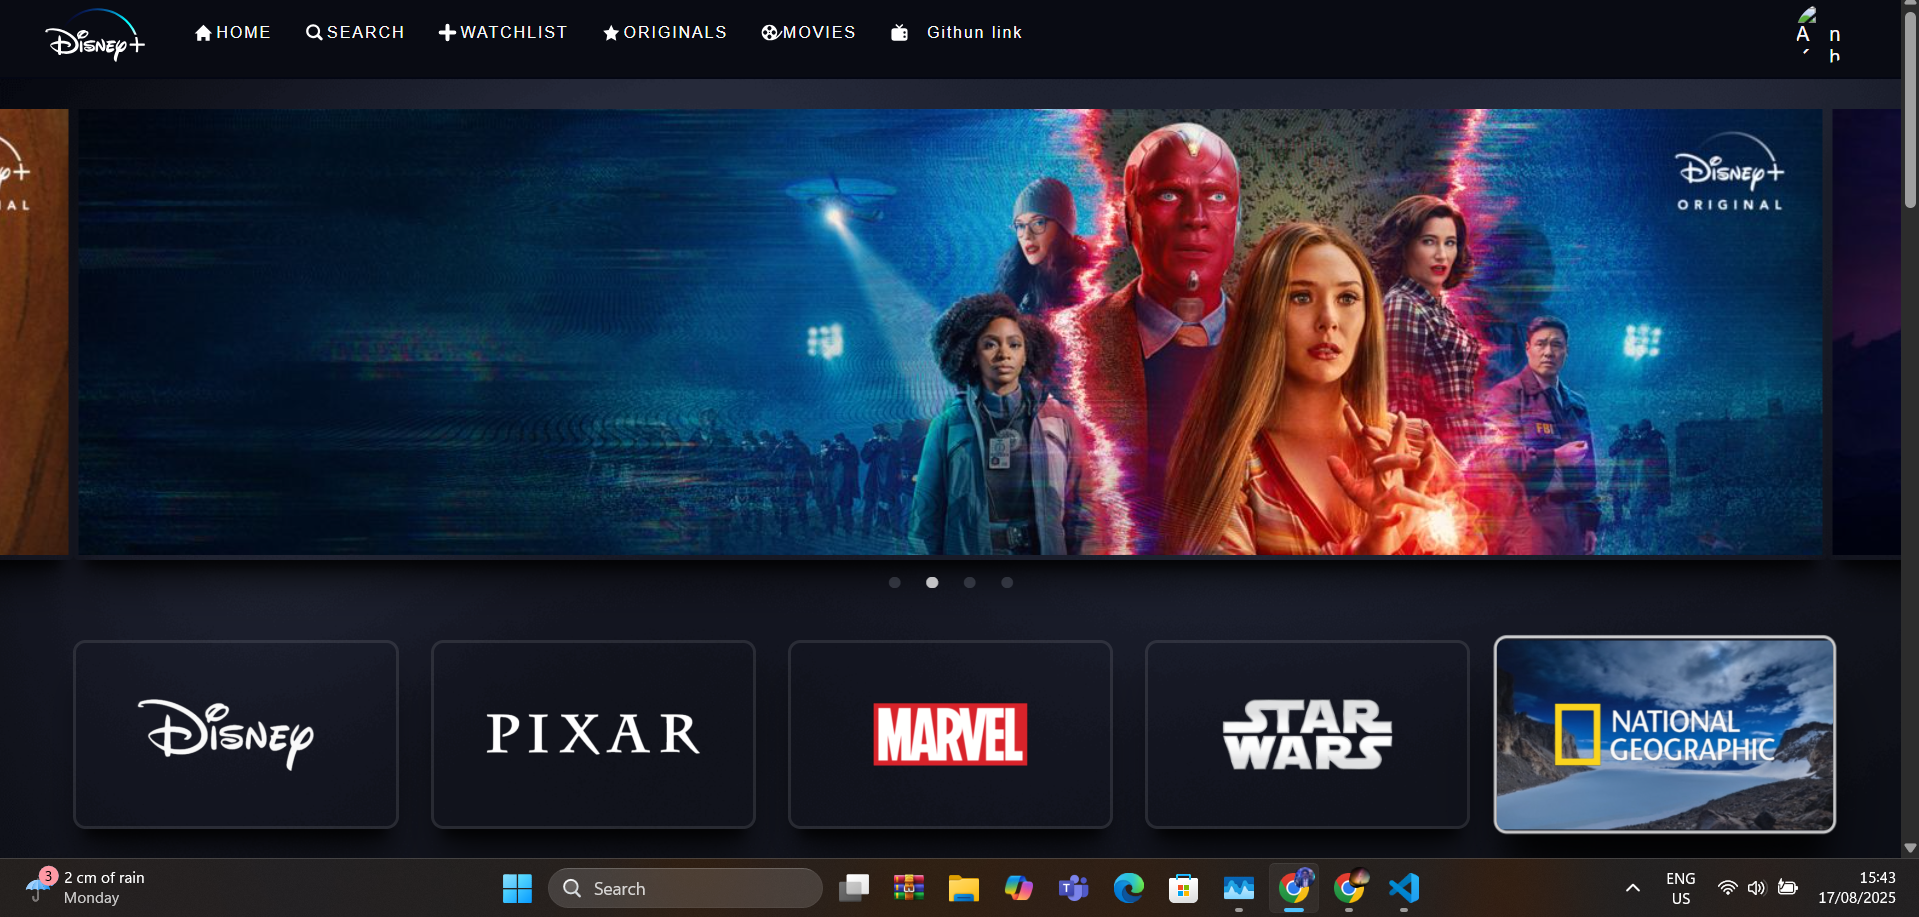 Disney+
HOME
SEARCH
WATCHLIST
ORIGINALS
MOVIES
Githun link
Disney+
ORIGINAL
FBI
DISNEY
PIXAR
MARVEL
STAR
WARS
NATIONAL
GEOGRAPHIC
3
2 cm of rain
Monday
Search
ENG
US
15:43
17/08/2025